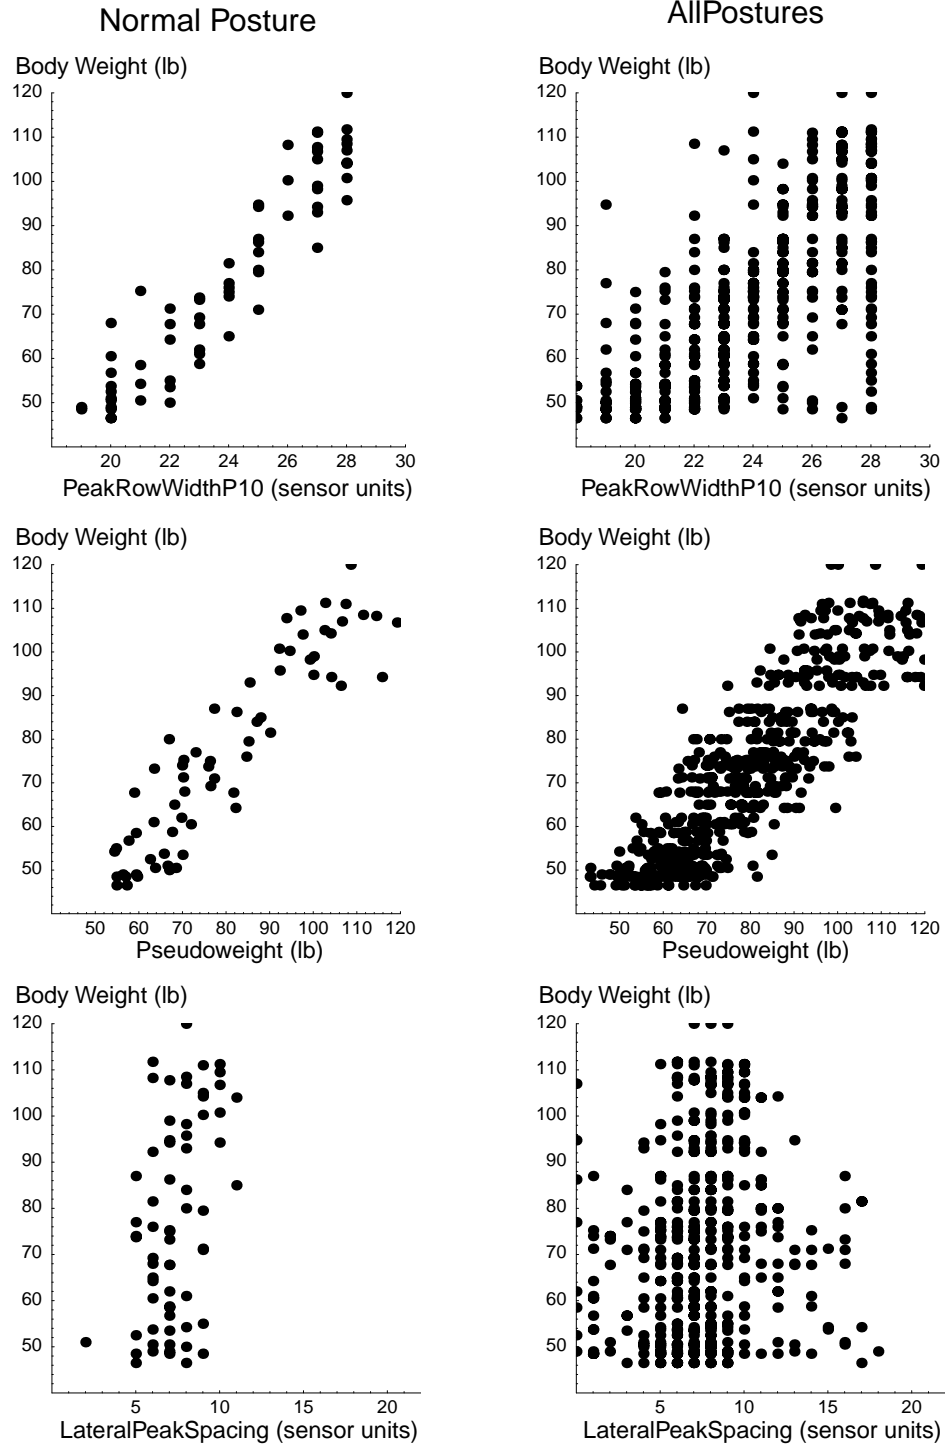 Normal Posture
AllPostures
Body Weight (lb)
120
110
100
90
80
70
60
50
20 22 24 26 28 30
PeakRowWidthP10 (sensor units)
Body Weight (lb)
120
110
100
90
80
70
60
50
20 22 24 26 28 30
PeakRowWidthP10 (sensor units)
Body Weight (lb)
120
110
100
90
80
70
60
50
50 60 70 80 90 100 110 120
Pseudoweight (lb)
Body Weight (lb)
120
110
100
90
80
70
60
50
50 60 70 80 90 100 110 120
Pseudoweight (lb)
Body Weight (lb)
120
110
100
90
80
70
60
50
5 10 15 20
LateralPeakSpacing (sensor units)
Body Weight (lb)
120
110
100
90
80
70
60
50
5 10 15 20
LateralPeakSpacing (sensor units)